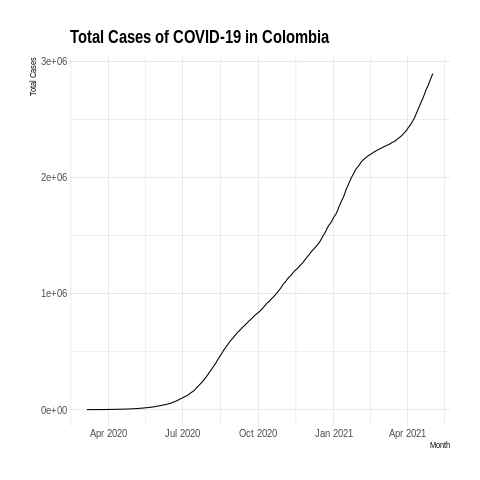 Total Cases of COVID-19 in Colombia
Total Cases
3e+06
2e+06
1e+06
0e+00
Apr 2020 Jul 2020 Oct 2020 Jan 2021 Apr 2021
Month